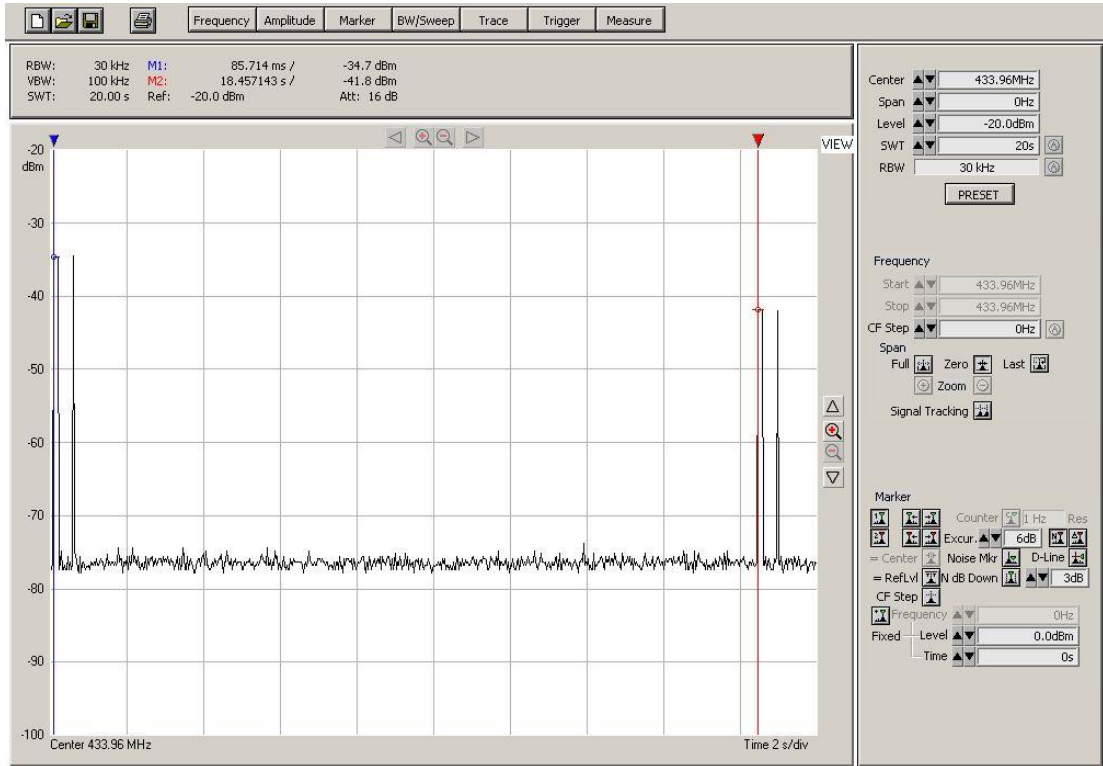 Frequency Amplitude Marker BW/Sweep Trace Trigger Measure
RBW: 30 kHz M1: 85.714 ms / -34.7 dBm
VBW: 100 kHz M2: 18.457143 s / -41.8 dBm
SWT: 20.00 s Ref: -20.0 dBm Att: 16 dB
VIEW
-20
dBm
-30
-40
-50
-60
-70
-80
-90
-100
Center 433.96 MHz Time 2 s/div
Center 433.96MHz
Span 0Hz
Level -20.0dBm
SWT 20s
RBW 30 kHz
PRESET
Frequency
Start 433.96MHz
Stop 433.96MHz
CF Step 0Hz
Span
Full Zero Last
Zoom
Signal Tracking
Marker
Counter 1 Hz Res
Excur. 6dB
= Center Noise Mkr D-Line
= RefLvl N dB Down 3dB
CF Step
Frequency 0Hz
Fixed Level 0.0dBm
Time 0s